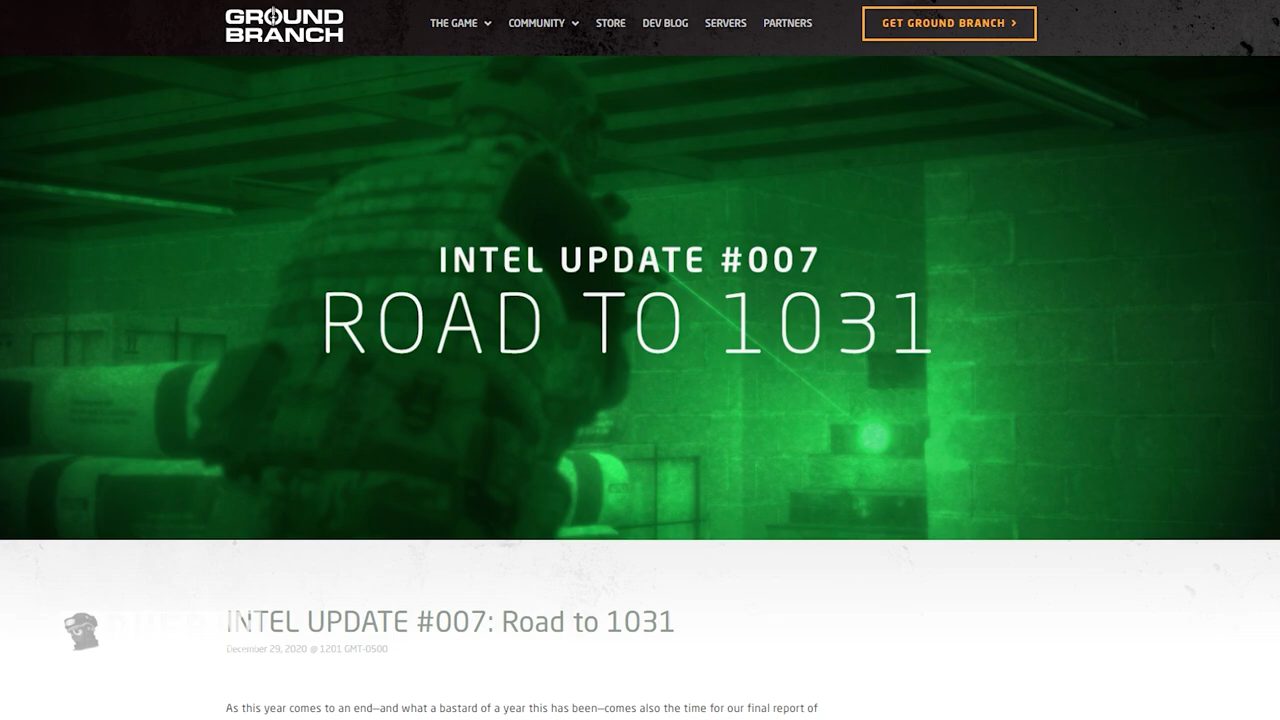 GROUND
BRANCH
THE GAME
COMMUNITY
STORE
DEV BLOG
SERVERS
PARTNERS
GET GROUND BRANCH
INTEL UPDATE #007
ROAD TO 1031
INTEL UPDATE #007: Road to 1031
December 29, 2020 @ 1201 GMT-0500
As this year comes to an end—and what a bastard of a year this has been—comes also the time for our final report of